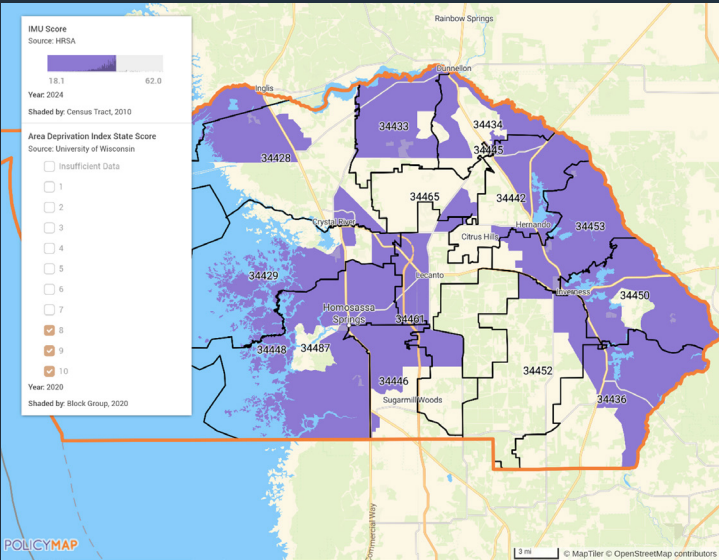 IMU Score
Source: HRSA
18.1 62.0
Year: 2024
Shaded by: Census Tract, 2010
Area Deprivation Index State Score
Source: University of Wisconsin
Insufficient Data
1
2
3
4
5
6
7
8
9
10
Year: 2020
Shaded by: Block Group, 2020
Rainbow Springs
Dunnellon
Inglis
34433
34434
34445
34428
34465
34442
Crystal River
Hernando
34453
Citrus Hills
34429
Lecanto
Inverness
34450
Homosassa
Springs
34461
34448
34487
34452
34446
Sugarmill Woods
34436
Commercial Way
POLICYMAP
3 mi
© MapTiler © OpenStreetMap contributors